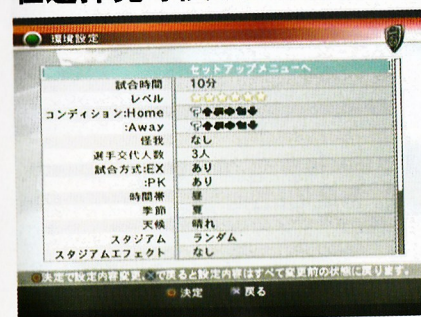 環境設定
セットアップメニューへ
試合時間 10分
レベル ☆☆☆☆☆☆
コンディション:Home
:Away
怪我 なし
選手交代人数 3人
試合方式:EX あり
:PK あり
時間帯 昼
季節 夏
天候 晴れ
スタジアム ランダム
スタジアムエフェクト なし
決定で設定内容変更、×で戻ると設定内容はすべて変更前の状態に戻ります。
決定 × 戻る